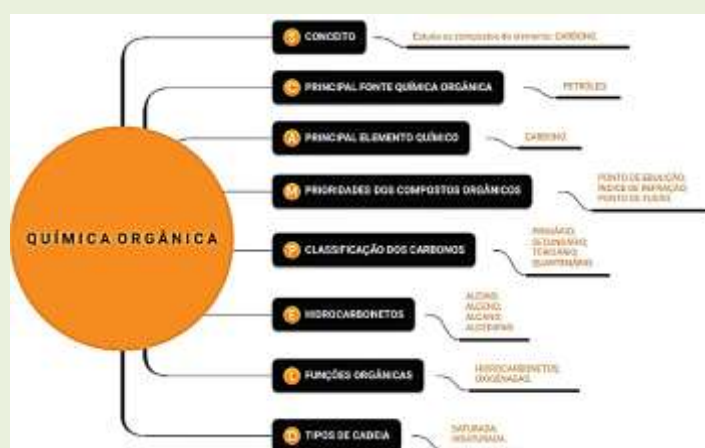 QUÍMICA ORGÂNICA
S CONCEITO
Estuda os compostos do elemento CARBONO.
C PRINCIPAL FONTE QUÍMICA ORGÂNICA
PETRÓLEO
A PRINCIPAL ELEMENTO QUÍMICO
CARBONO
M PRIORIDADES DOS COMPOSTOS ORGÂNICOS
PONTO DE EBULIÇÃO;
ÍNDICE DE REFRAÇÃO;
PONTO DE FUSÃO.
P CLASSIFICAÇÃO DOS CARBONOS
PRIMÁRIO;
SECUNDÁRIO;
TERCIÁRIO;
QUARTENÁRIO.
E HIDROCARBONETOS
ALCENO;
ALCANO;
FUNÇÕES ORGÂNICAS
HIDROCARBONETOS;
OXIGENADAS.
TIPOS DE CADEIA
SATURADA;
INSATURADA.